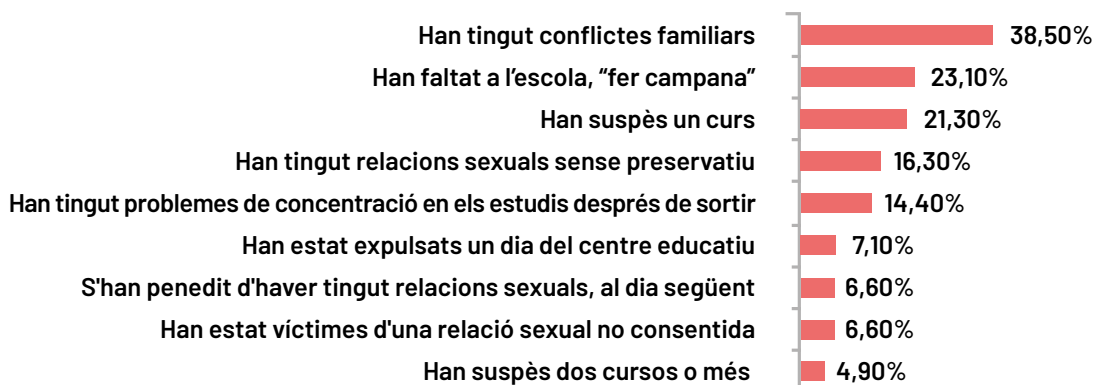 Han tingut conflictes familiars 38,50%
Han faltat a l’escola, “fer campana” 23,10%
Han suspès un curs 21,30%
Han tingut relacions sexuals sense preservatiu 16,30%
Han tingut problemes de concentració en els estudis després de sortir 14,40%
Han estat expulsats un dia del centre educatiu 7,10%
S'han penedit d'haver tingut relacions sexuals, al dia següent 6,60%
Han estat víctimes d'una relació sexual no consentida 6,60%
Han suspès dos cursos o més 4,90%